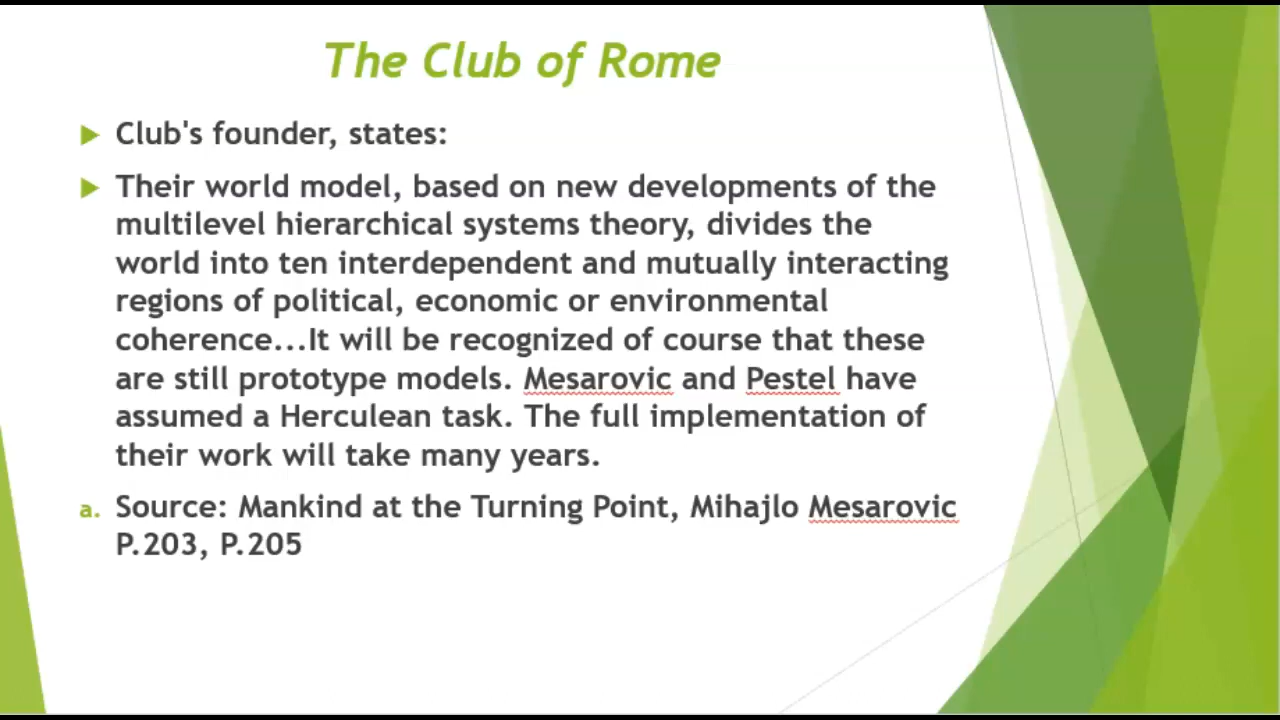 The Club of Rome
Club's founder, states:
Their world model, based on new developments of the
multilevel hierarchical systems theory, divides the
world into ten interdependent and mutually interacting
regions of political, economic or environmental
coherence...It will be recognized of course that these
are still prototype models. Mesarovic and Pestel have
assumed a Herculean task. The full implementation of
their work will take many years.
a. Source: Mankind at the Turning Point, Mihajlo Mesarovic
P.203, P.205